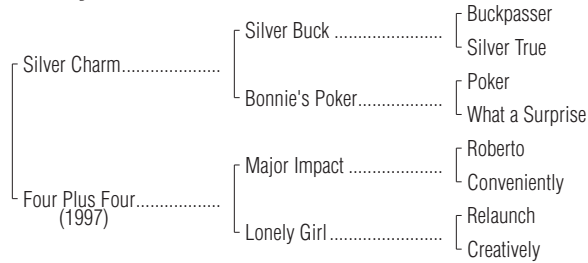 Buckpasser
Silver Buck ....................
Silver True
Silver Charm....................
Poker
Bonnie's Poker................
What a Surprise
Roberto
Major Impact ...................
Conveniently
Four Plus Four.................
(1997)
Relaunch
Lonely Girl ......................
Creatively